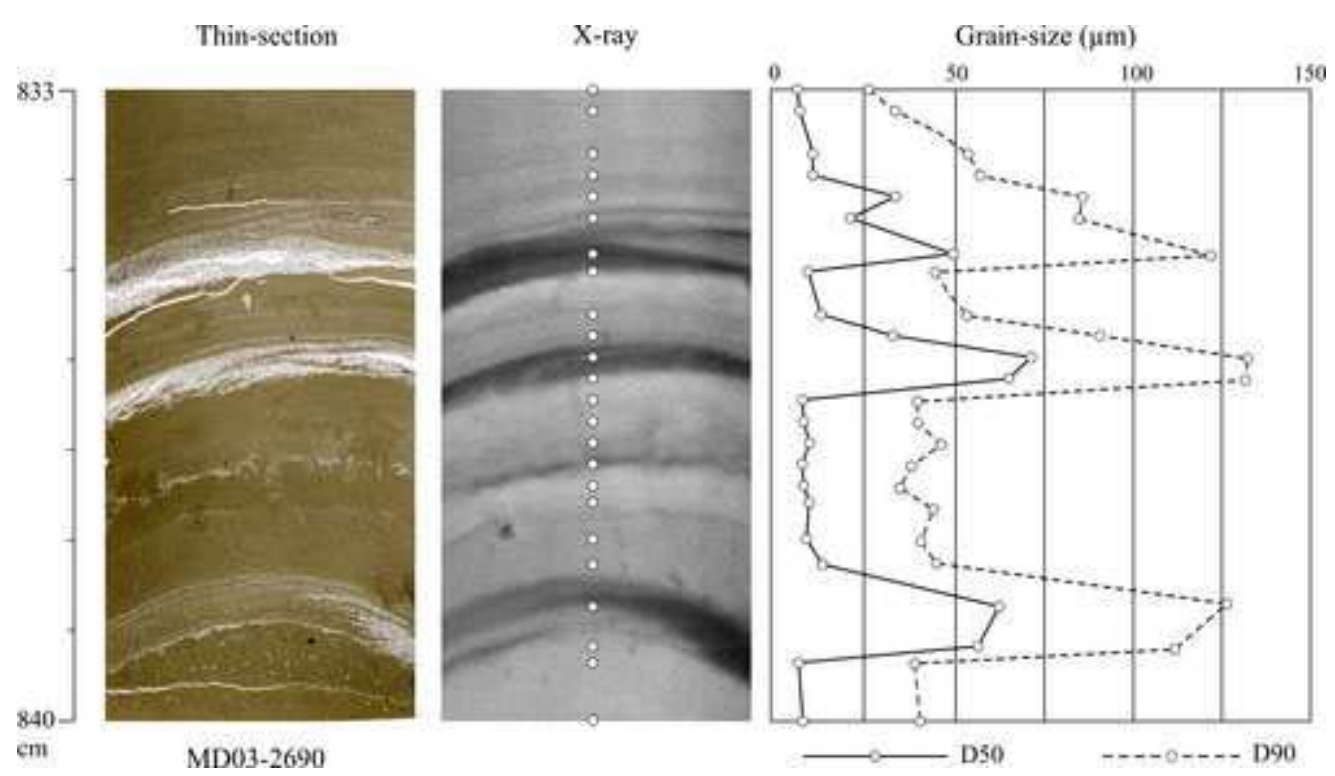 Thin-section
X-ray
Grain-size (µm)
0 50 100 150
833
840
cm
MD03-2690
D50
D90